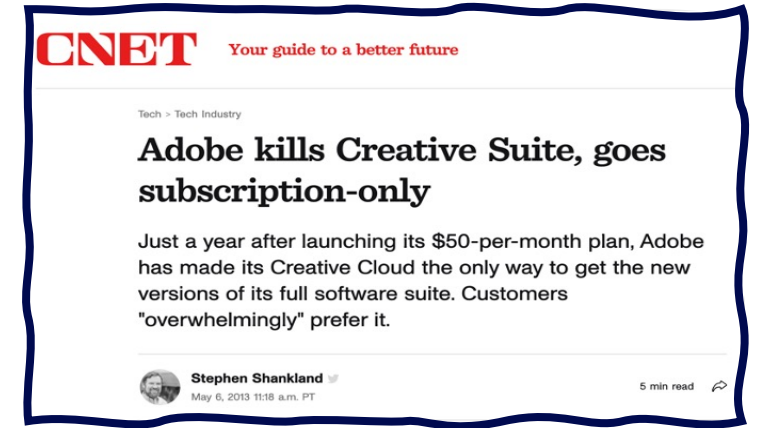 CNET
Your guide to a better future
Tech > Tech Industry
Adobe kills Creative Suite, goes
subscription-only
Just a year after launching its $50-per-month plan, Adobe
has made its Creative Cloud the only way to get the new
versions of its full software suite. Customers
"overwhelmingly" prefer it.
Stephen Shankland
May 6, 2013 11:18 a.m. PT
5 min read